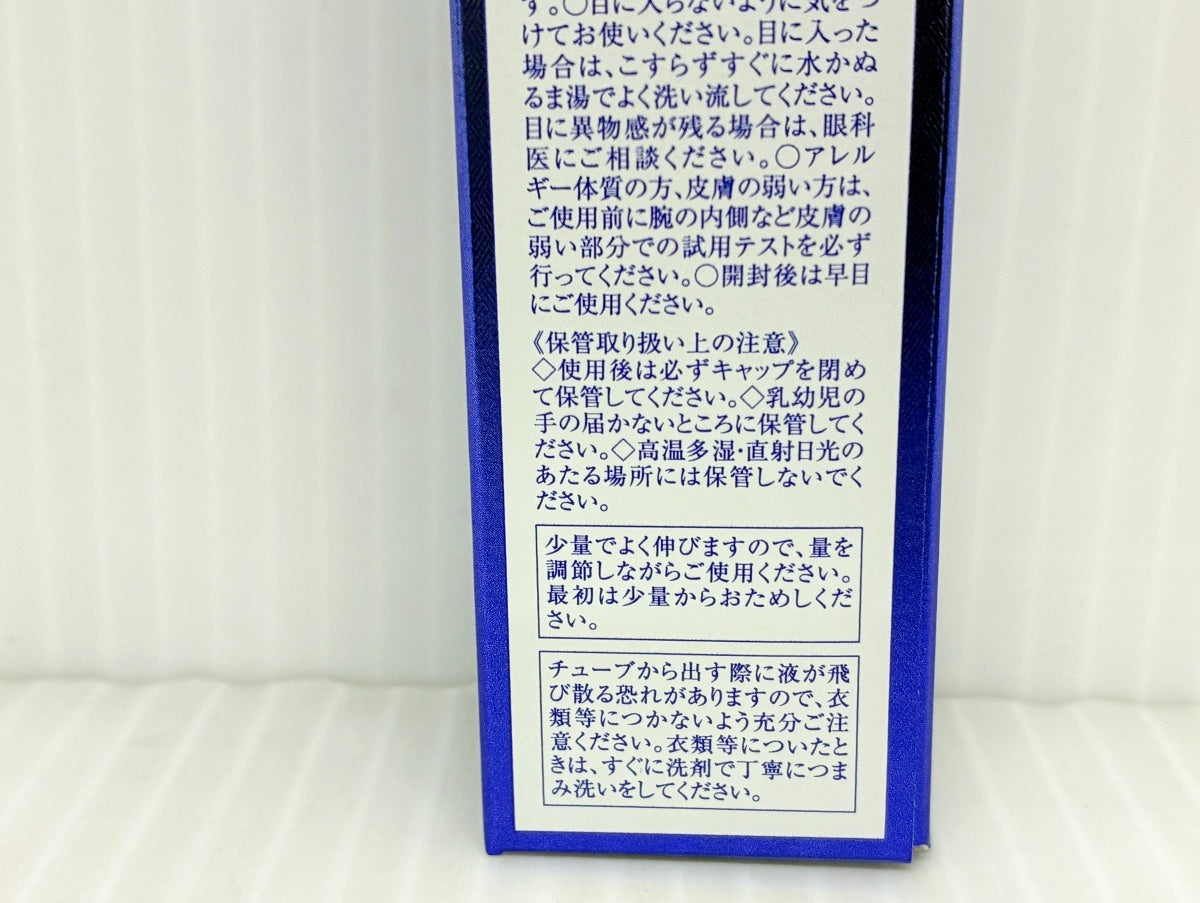 す。○目に入らないように気をつ
けてお使いください。目に入った
場合は、こすらずすぐに水かぬ
るま湯でよく洗い流してください。
目に異物感が残る場合は、眼科
医にご相談ください。○アレル
ギー体質の方、皮膚の弱い方は、
ご使用前に腕の内側など皮膚の
弱い部分での試用テストを必ず
行ってください。○開封後は早目
にご使用ください。
《保管取り扱い上の注意》
◇使用後は必ずキャップを閉め
て保管してください。◇乳幼児の
手の届かないところに保管してく
ださい。◇高温多湿・直射日光の
あたる場所には保管しないでく
ださい。
少量でよく伸びますので、量を
調節しながらご使用ください。
最初は少量からおためしくだ
さい。
チューブから出す際に液が飛
び散る恐れがありますので、衣
類等につかないよう充分ご注
意ください。衣類等についたと
きは、すぐに洗剤で丁寧につま
み洗いをしてください。